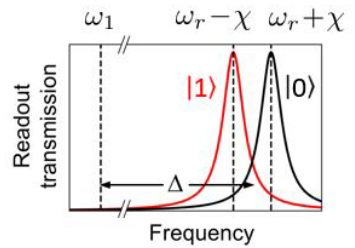 ω₁ ωᵣ−χ ωᵣ+χ
|1⟩ |0⟩
Readout
transmission
Δ
Frequency